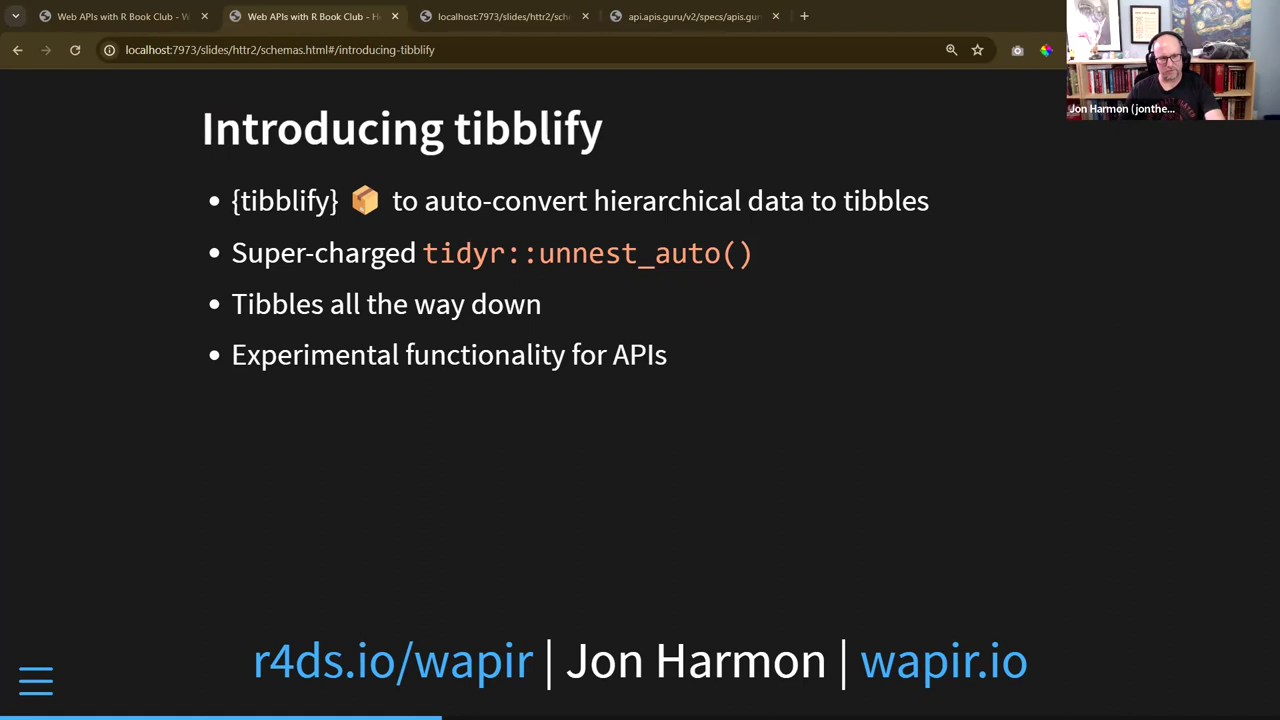 Web APIs with R Book Club - W
Web APIs with R Book Club - H
localhost:7973/slides/httr2/sche
api.apis.guru/v2/specs/apis.gur
localhost:7973/slides/httr2/schemas.html#/introducing-tibblify
Jon Harmon (jonthe...
Introducing tibblify
• {tibblify} 📦 to auto-convert hierarchical data to tibbles
• Super-charged tidyr::unnest_auto()
• Tibbles all the way down
• Experimental functionality for APIs
r4ds.io/wapir | Jon Harmon | wapir.io